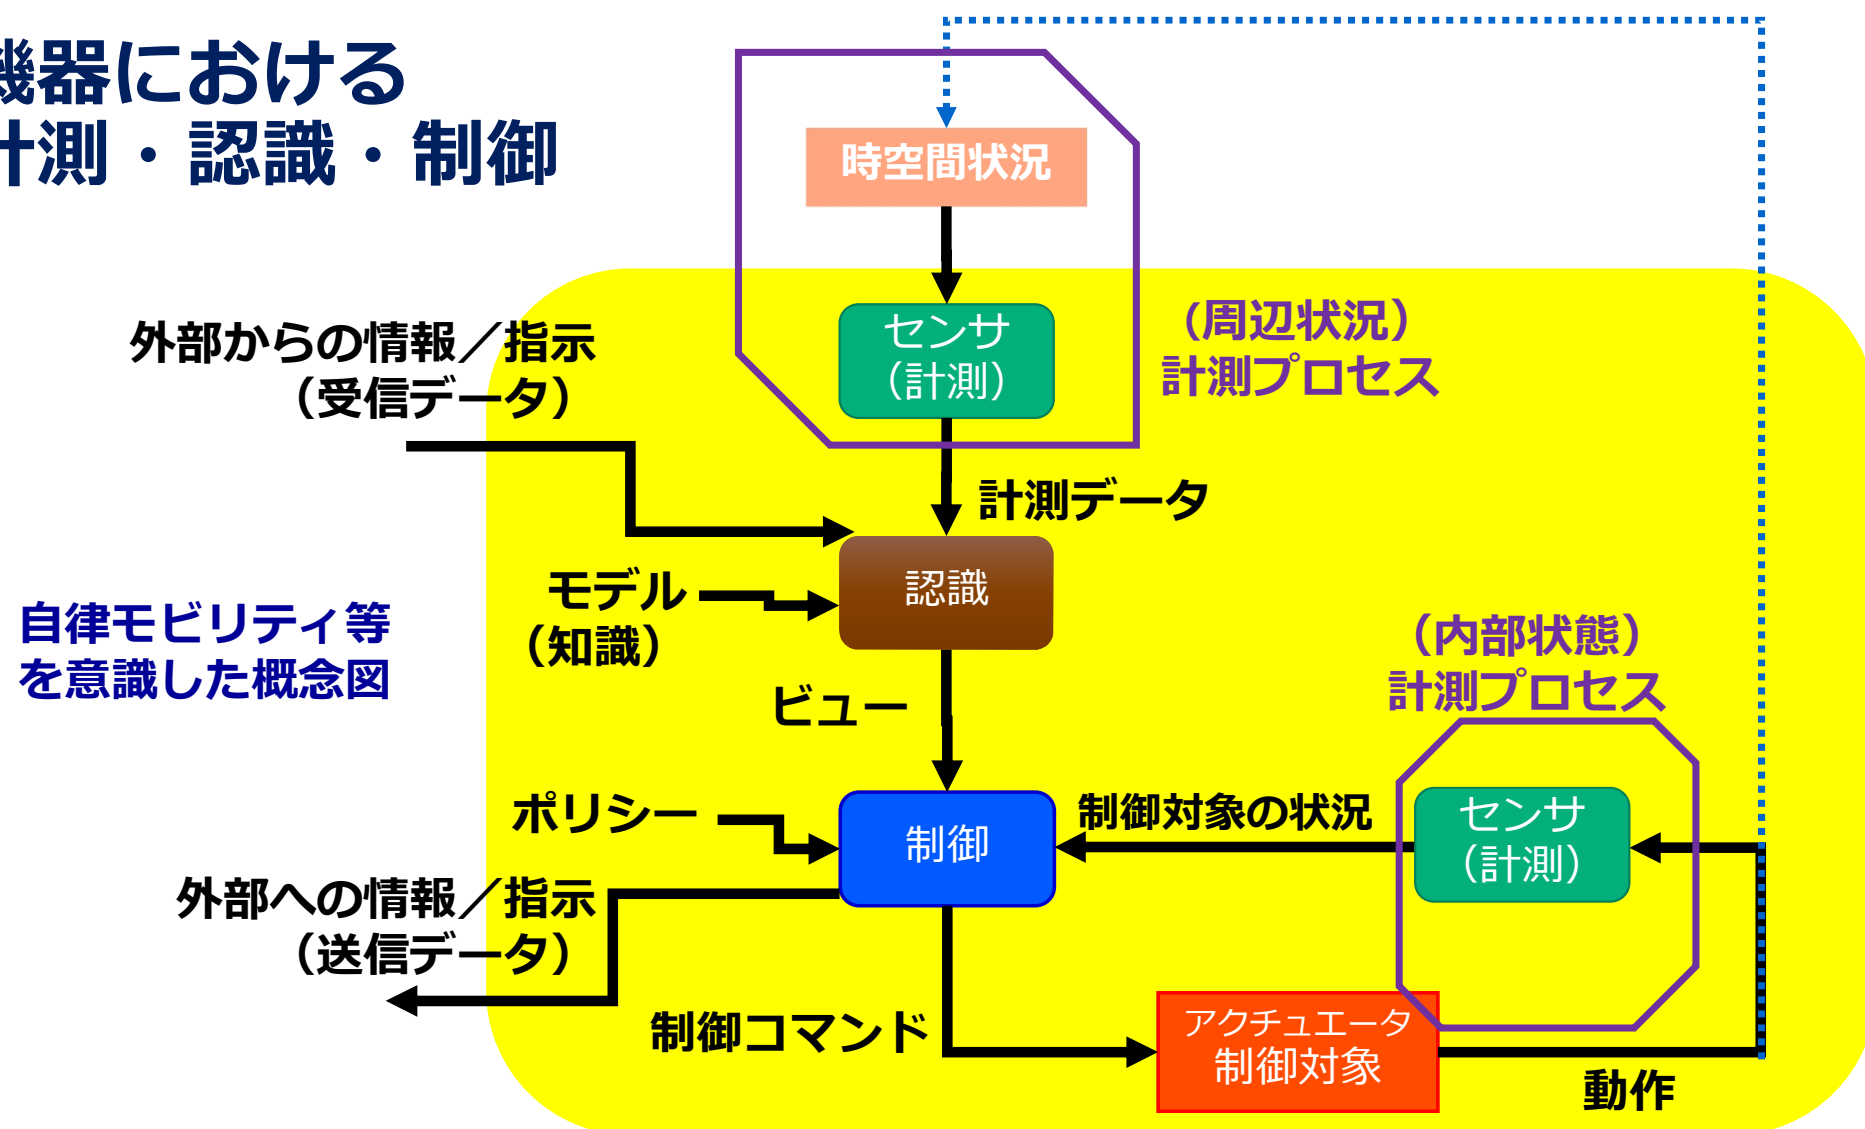 機器における
計測・認識・制御
時空間状況
センサ
（計測）
（周辺状況）
計測プロセス
外部からの情報／指示
（受信データ）
計測データ
認識
モデル
（知識）
自律モビリティ等
を意識した概念図
ビュー
（内部状態）
計測プロセス
ポリシー
制御
制御対象の状況
センサ
（計測）
外部への情報／指示
（送信データ）
制御コマンド
アクチュエータ
制御対象
動作